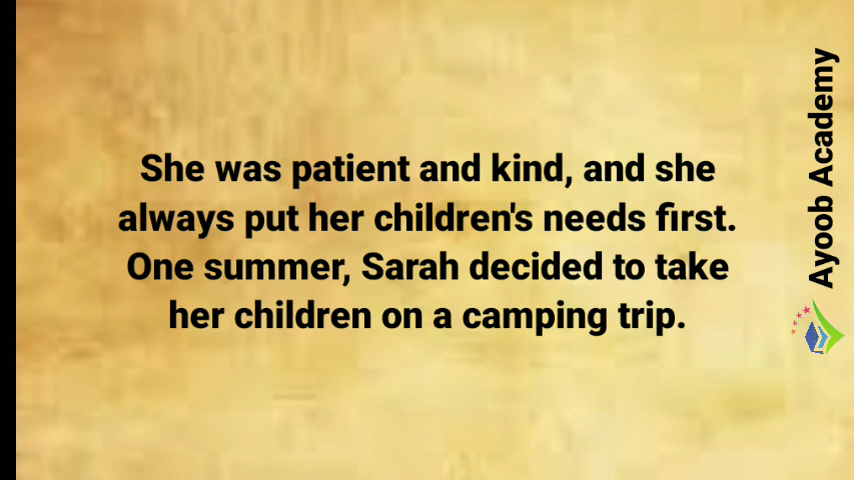 She was patient and kind, and she
always put her children's needs first.
One summer, Sarah decided to take
her children on a camping trip.
Ayoob Academy